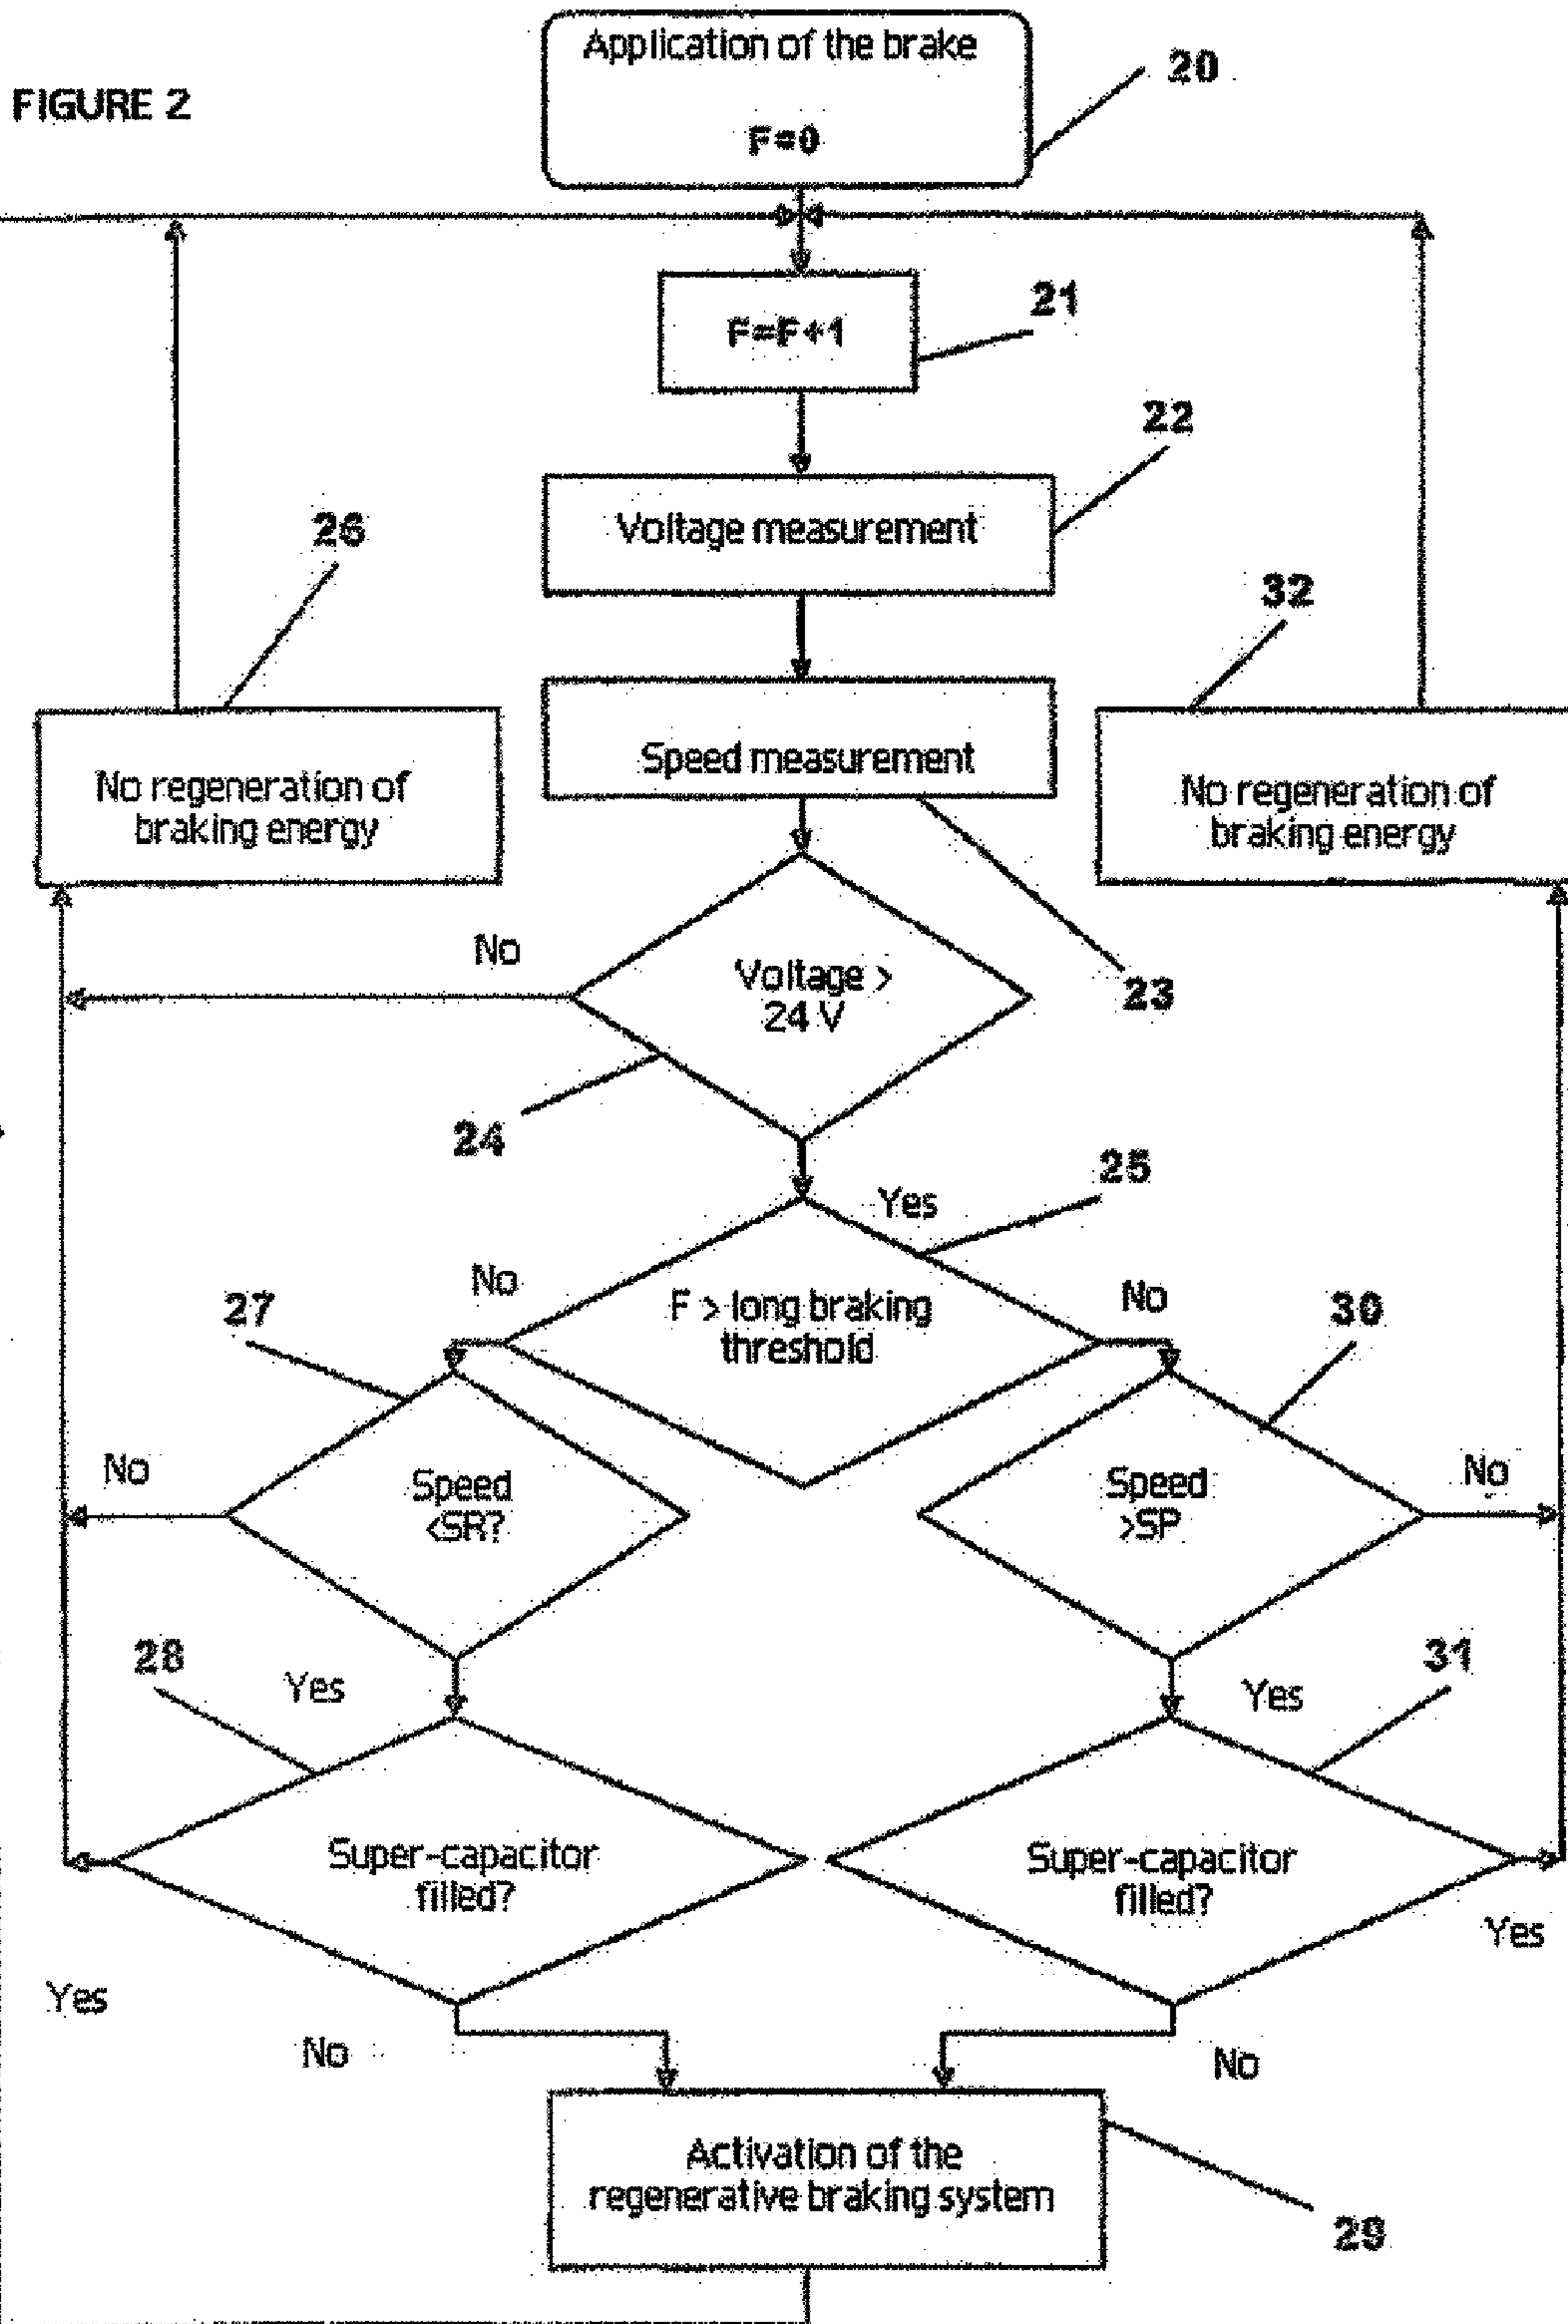 Application of the brake
20
FIGURE 2
F=0
21
F=F+1
22
Voltage measurement
26
32
Speed measurement
No regeneration of
braking energy
No regeneration of
braking energy
No
Voltage >
24 V
23
24
25
Yes
No
No
27
F > long braking
threshold
30
No
Speed
<SR?
Speed
>SP
No
28
Yes
Yes
31
Super-capacitor
filled?
Super-capacitor
filled?
Yes
Yes
No
No
Activation of the
regenerative braking system
29